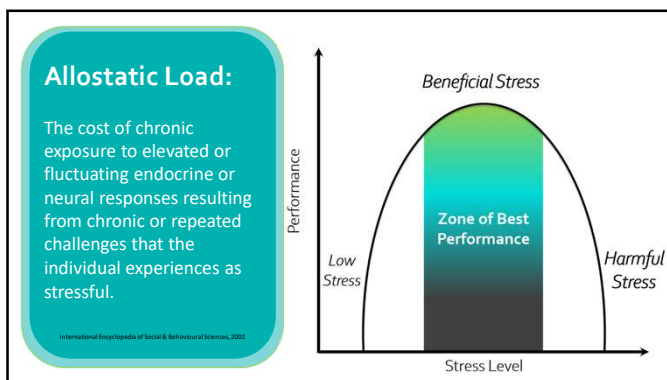 Allostatic Load:
The cost of chronic
exposure to elevated or
fluctuating endocrine or
neural responses resulting
from chronic or repeated
challenges that the
individual experiences as
stressful.
International Encyclopedia of Social & Behavioural Sciences, 2001
Performance
Beneficial Stress
Zone of Best
Performance
Low
Stress
Harmful
Stress
Stress Level